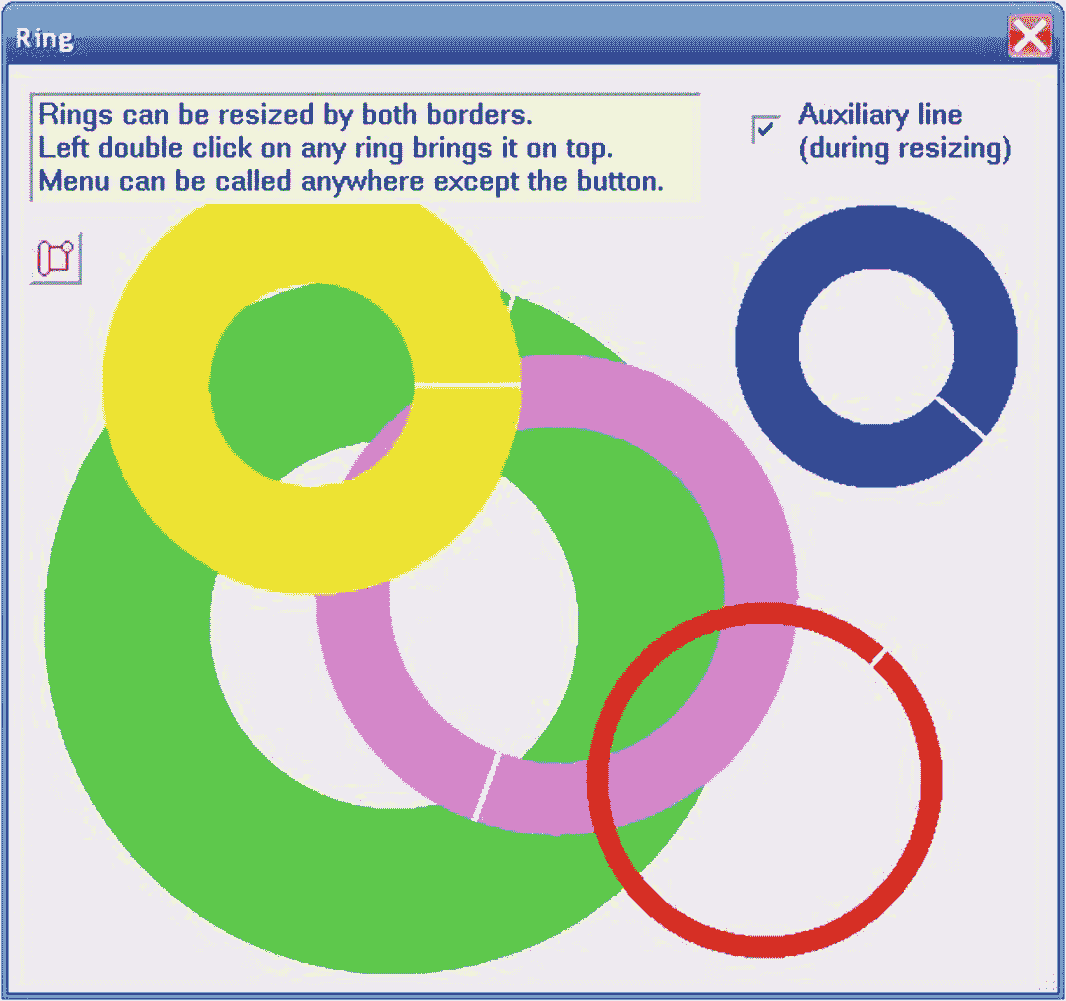 Ring
Rings can be resized by both borders.
Left double click on any ring brings it on top.
Menu can be called anywhere except the button.
Auxiliary line
(during resizing)